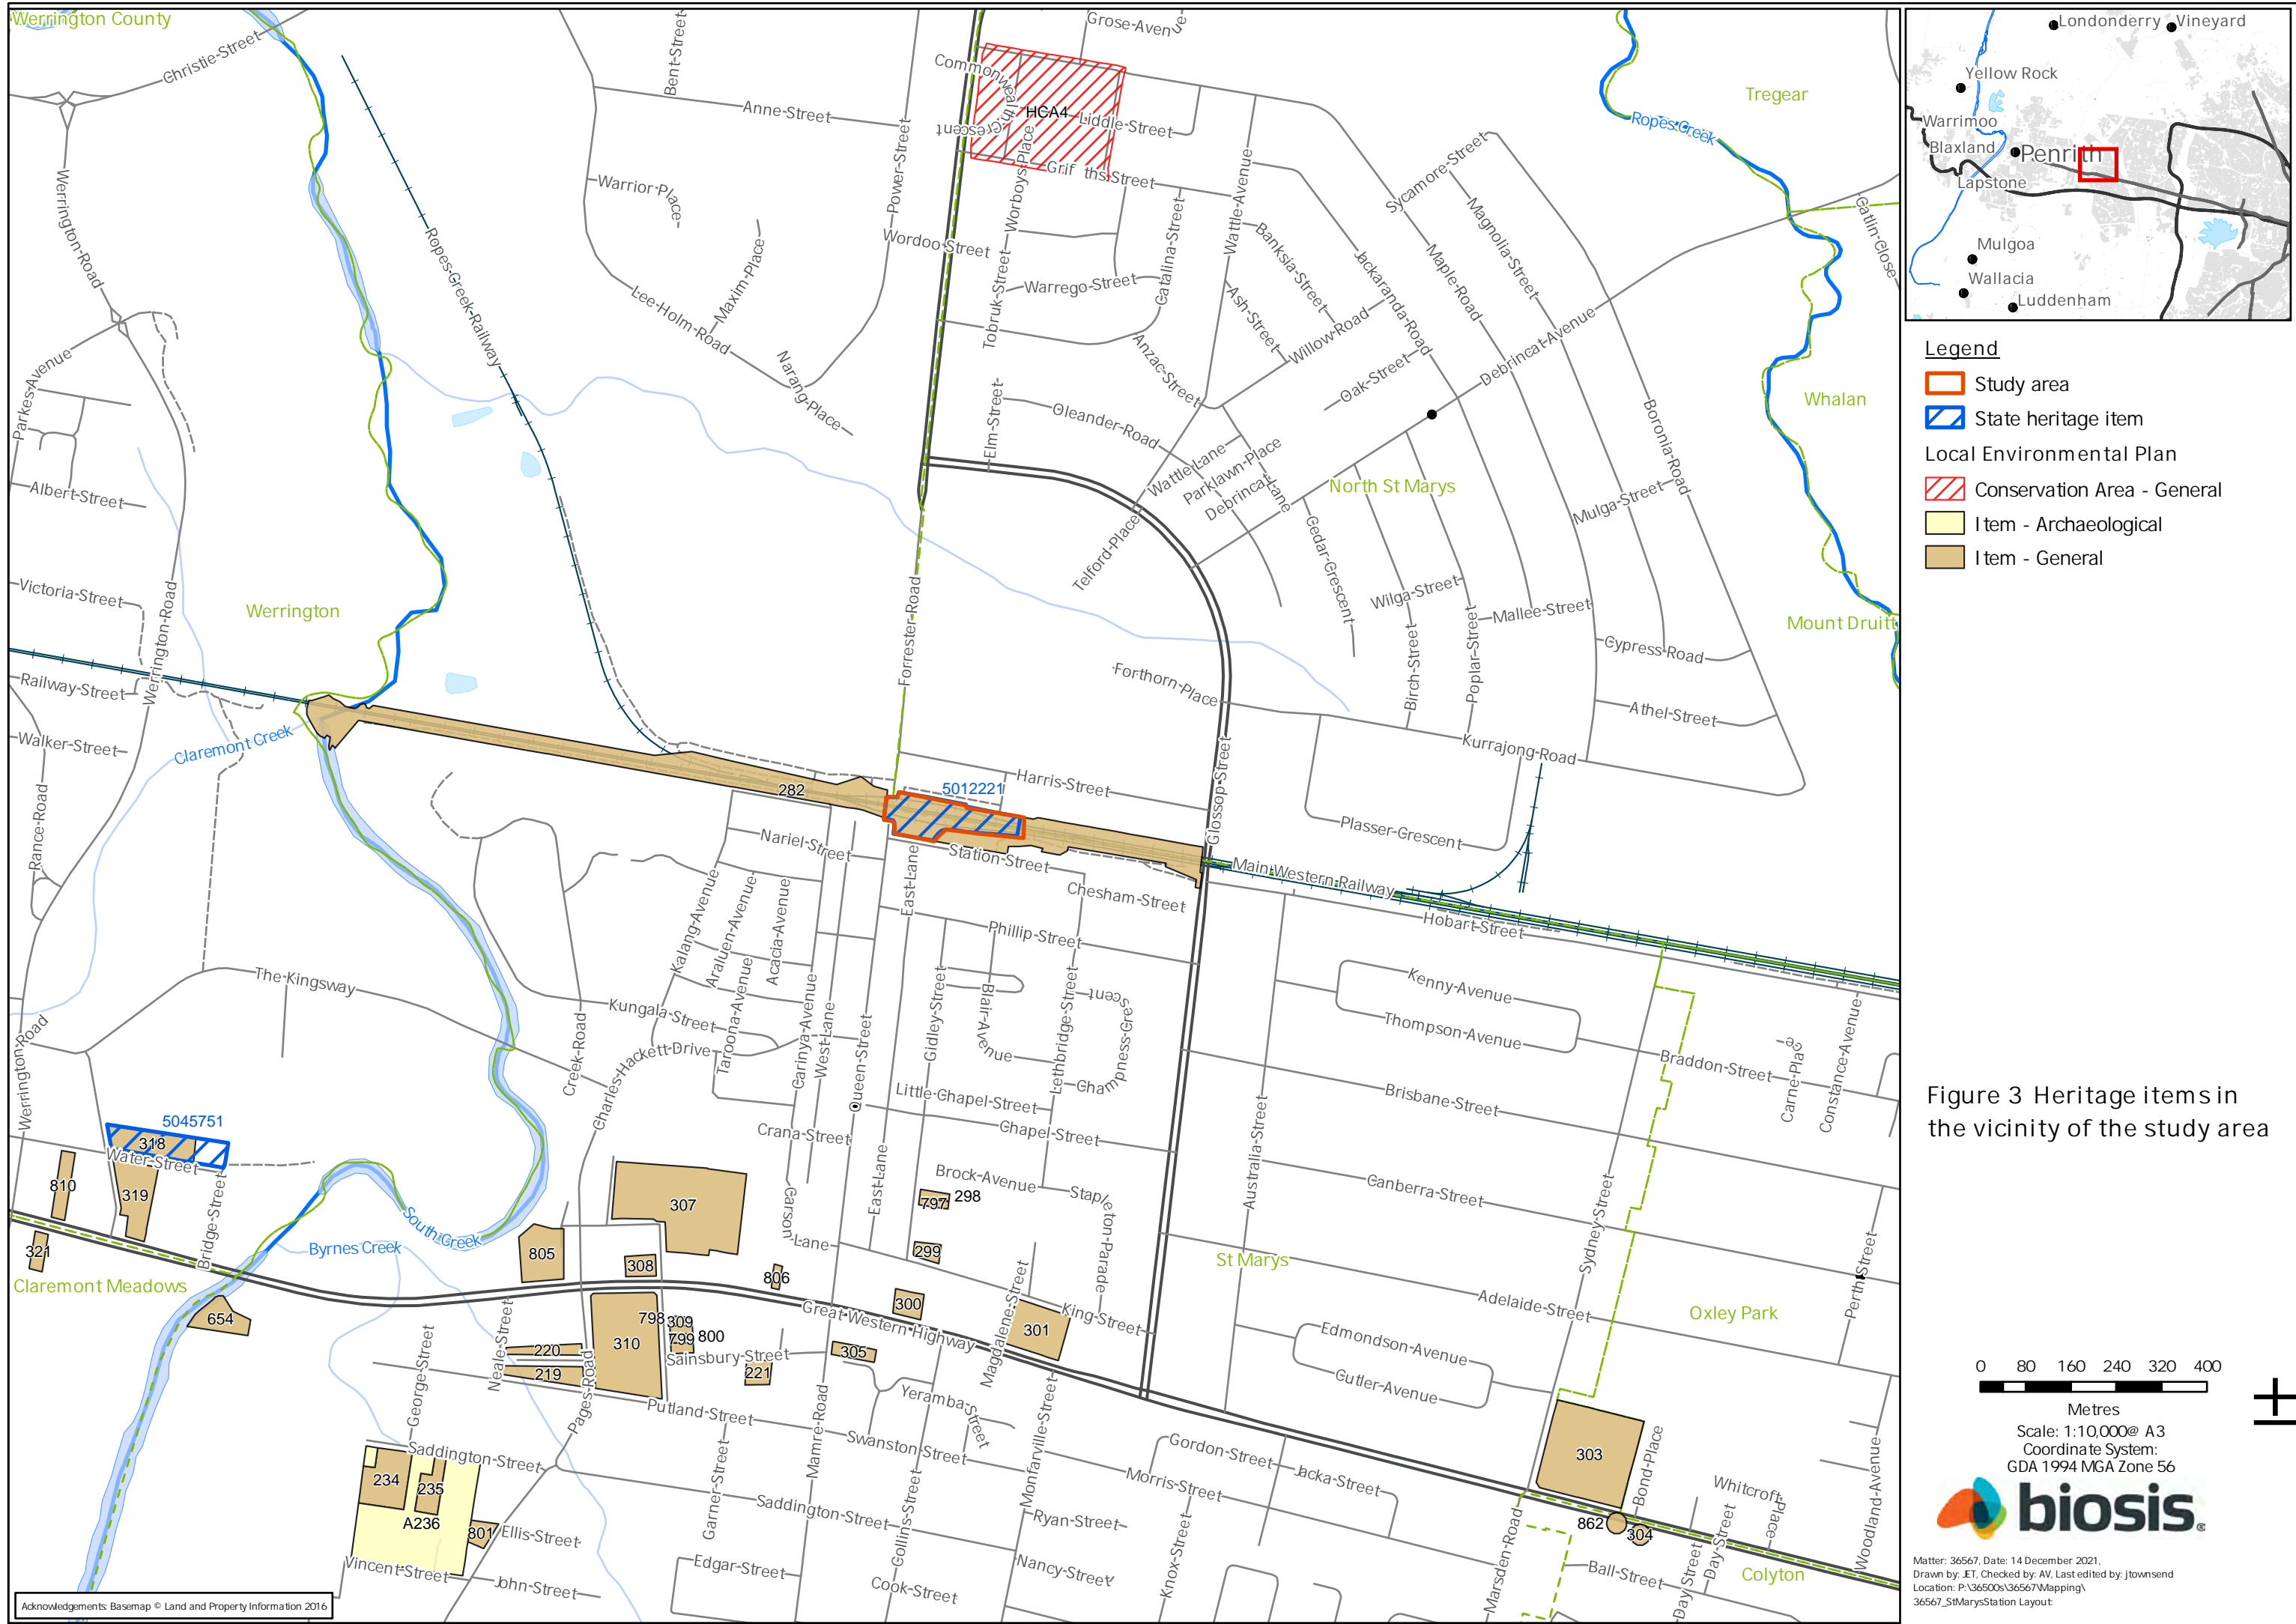 Werrington County
Christie-Street
Bent-Street
Grose-Avenue
Commonwealth-Crescent
HCA4
Liddle-Street
Anne-Street
Power-Street
Worboys-Place
Grif ths-Street
Wattle-Avenue
Sycamore-Street
Tregear
Ropes-Creek
Gatlin-Close
Werrington-Road
Ropes-Creek-Railway
Warrior-Place
Maxim-Place
Wordoo-Street
Tobruk-Street
Warrego-Street
Catalina-Street
Banksia-Street
Ash-Street
Jackaranda-Road
Maple-Road
Magnolia-Street
Willow-Road
Oak-Street
Debrincat-Avenue
Lee-Holm-Road
Narang-Place
Anzac-Street
Elm-Street
Oleander-Road
Wattle-Lane
Parklawn-Place
Debrincat-Lane
Boronia-Road
Whalan
Parkes-Avenue
Albert-Street
North St Marys
Mulga-Street
Telford-Place
Cedar-Crescent
Wilga-Street
Mallee-Street
Birch-Street
Poplar-Street
Cypress-Road
Mount Druitt
Victoria-Street
Werrington-Road
Werrington
Forrester-Road
Forthorn-Place
Athel-Street
Kurrajong-Road
Railway-Street
Walker-Street
Claremont Creek
Rance-Road
282
5012221
Harris-Street
Glossop-Street
Plasser-Crescent
Nariel-Street
Station-Street
East-Lane
Chesham-Street
Main-Western-Railway
Hobart-Street
Kalang-Avenue
Araluen-Avenue
Acacia-Avenue
Phillip-Street
The-Kingsway
Kungala-Street
Creek-Road
Charles-Hackett-Drive
Taroona-Avenue
Carinya-Avenue
West-Lane
Queen-Street
Gidley-Street
Blair-Avenue
Lethbridge-Street
Champness-Crescent
Kenny-Avenue
Thompson-Avenue
Braddon-Street
Carne-Place
Constance-Avenue
Werrington-Road
Little-Chapel-Street
Chapel-Street
Brisbane-Street
5045751
318
Water-Street
810
319
321
Bridge-Street
South-Creek
Byrnes-Creek
Claremont Meadows
654
Crana-Street
307
805
308
806
Carson-Lane
East-Lane
Brock-Avenue
797
298
299
Stapleton-Parade
Australia-Street
Canberra-Street
St Marys
Sydney-Street
Perth-Street
Adelaide-Street
Oxley Park
300
Great-Western-Highway
301
King-Street
Magdalene-Street
Edmondson-Avenue
Cutler-Avenue
Neale-Street
220
219
310
798
309
799
800
Sainsbury-Street
221
305
George-Street
Pages-Road
Putland-Street
Mamre-Road
Yeramba-Street
Swanston-Street
Monfarville-Street
Gordon-Street
Jacka-Street
Morris-Street
303
Bond-Place
Whitcroft-Place
Woodland-Avenue
Saddington-Street
234
235
A236
801
Ellis-Street
Vincent-Street
John-Street
Garner-Street
Saddington-Street
Edgar-Street
Collins-Street
Cook-Street
Ryan-Street
Nancy-Street
Knox-Street
Marsden-Road
862
304
Ball-Street
Day-Street
Day-Street
Colyton
Acknowledgements: Basemap © Land and Property Information 2016
Londonderry
Vineyard
Yellow Rock
Warrimoo
Blaxland
Penrith
Lapstone
Mulgoa
Wallacia
Luddenham
Legend
Study area
State heritage item
Local Environmental Plan
Conservation Area - General
Item - Archaeological
Item - General
Figure 3 Heritage items in
the vicinity of the study area
0 80 160 240 320 400
Metres
Scale: 1:10,000@ A3
Coordinate System:
GDA 1994 MGA Zone 56
biosis.
Matter: 36567, Date: 14 December 2021,
Drawn by: JET, Checked by: AV, Last edited by: jtownsend
Location: P:\36500s\36567\Mapping\
36567_StMarysStation Layout: